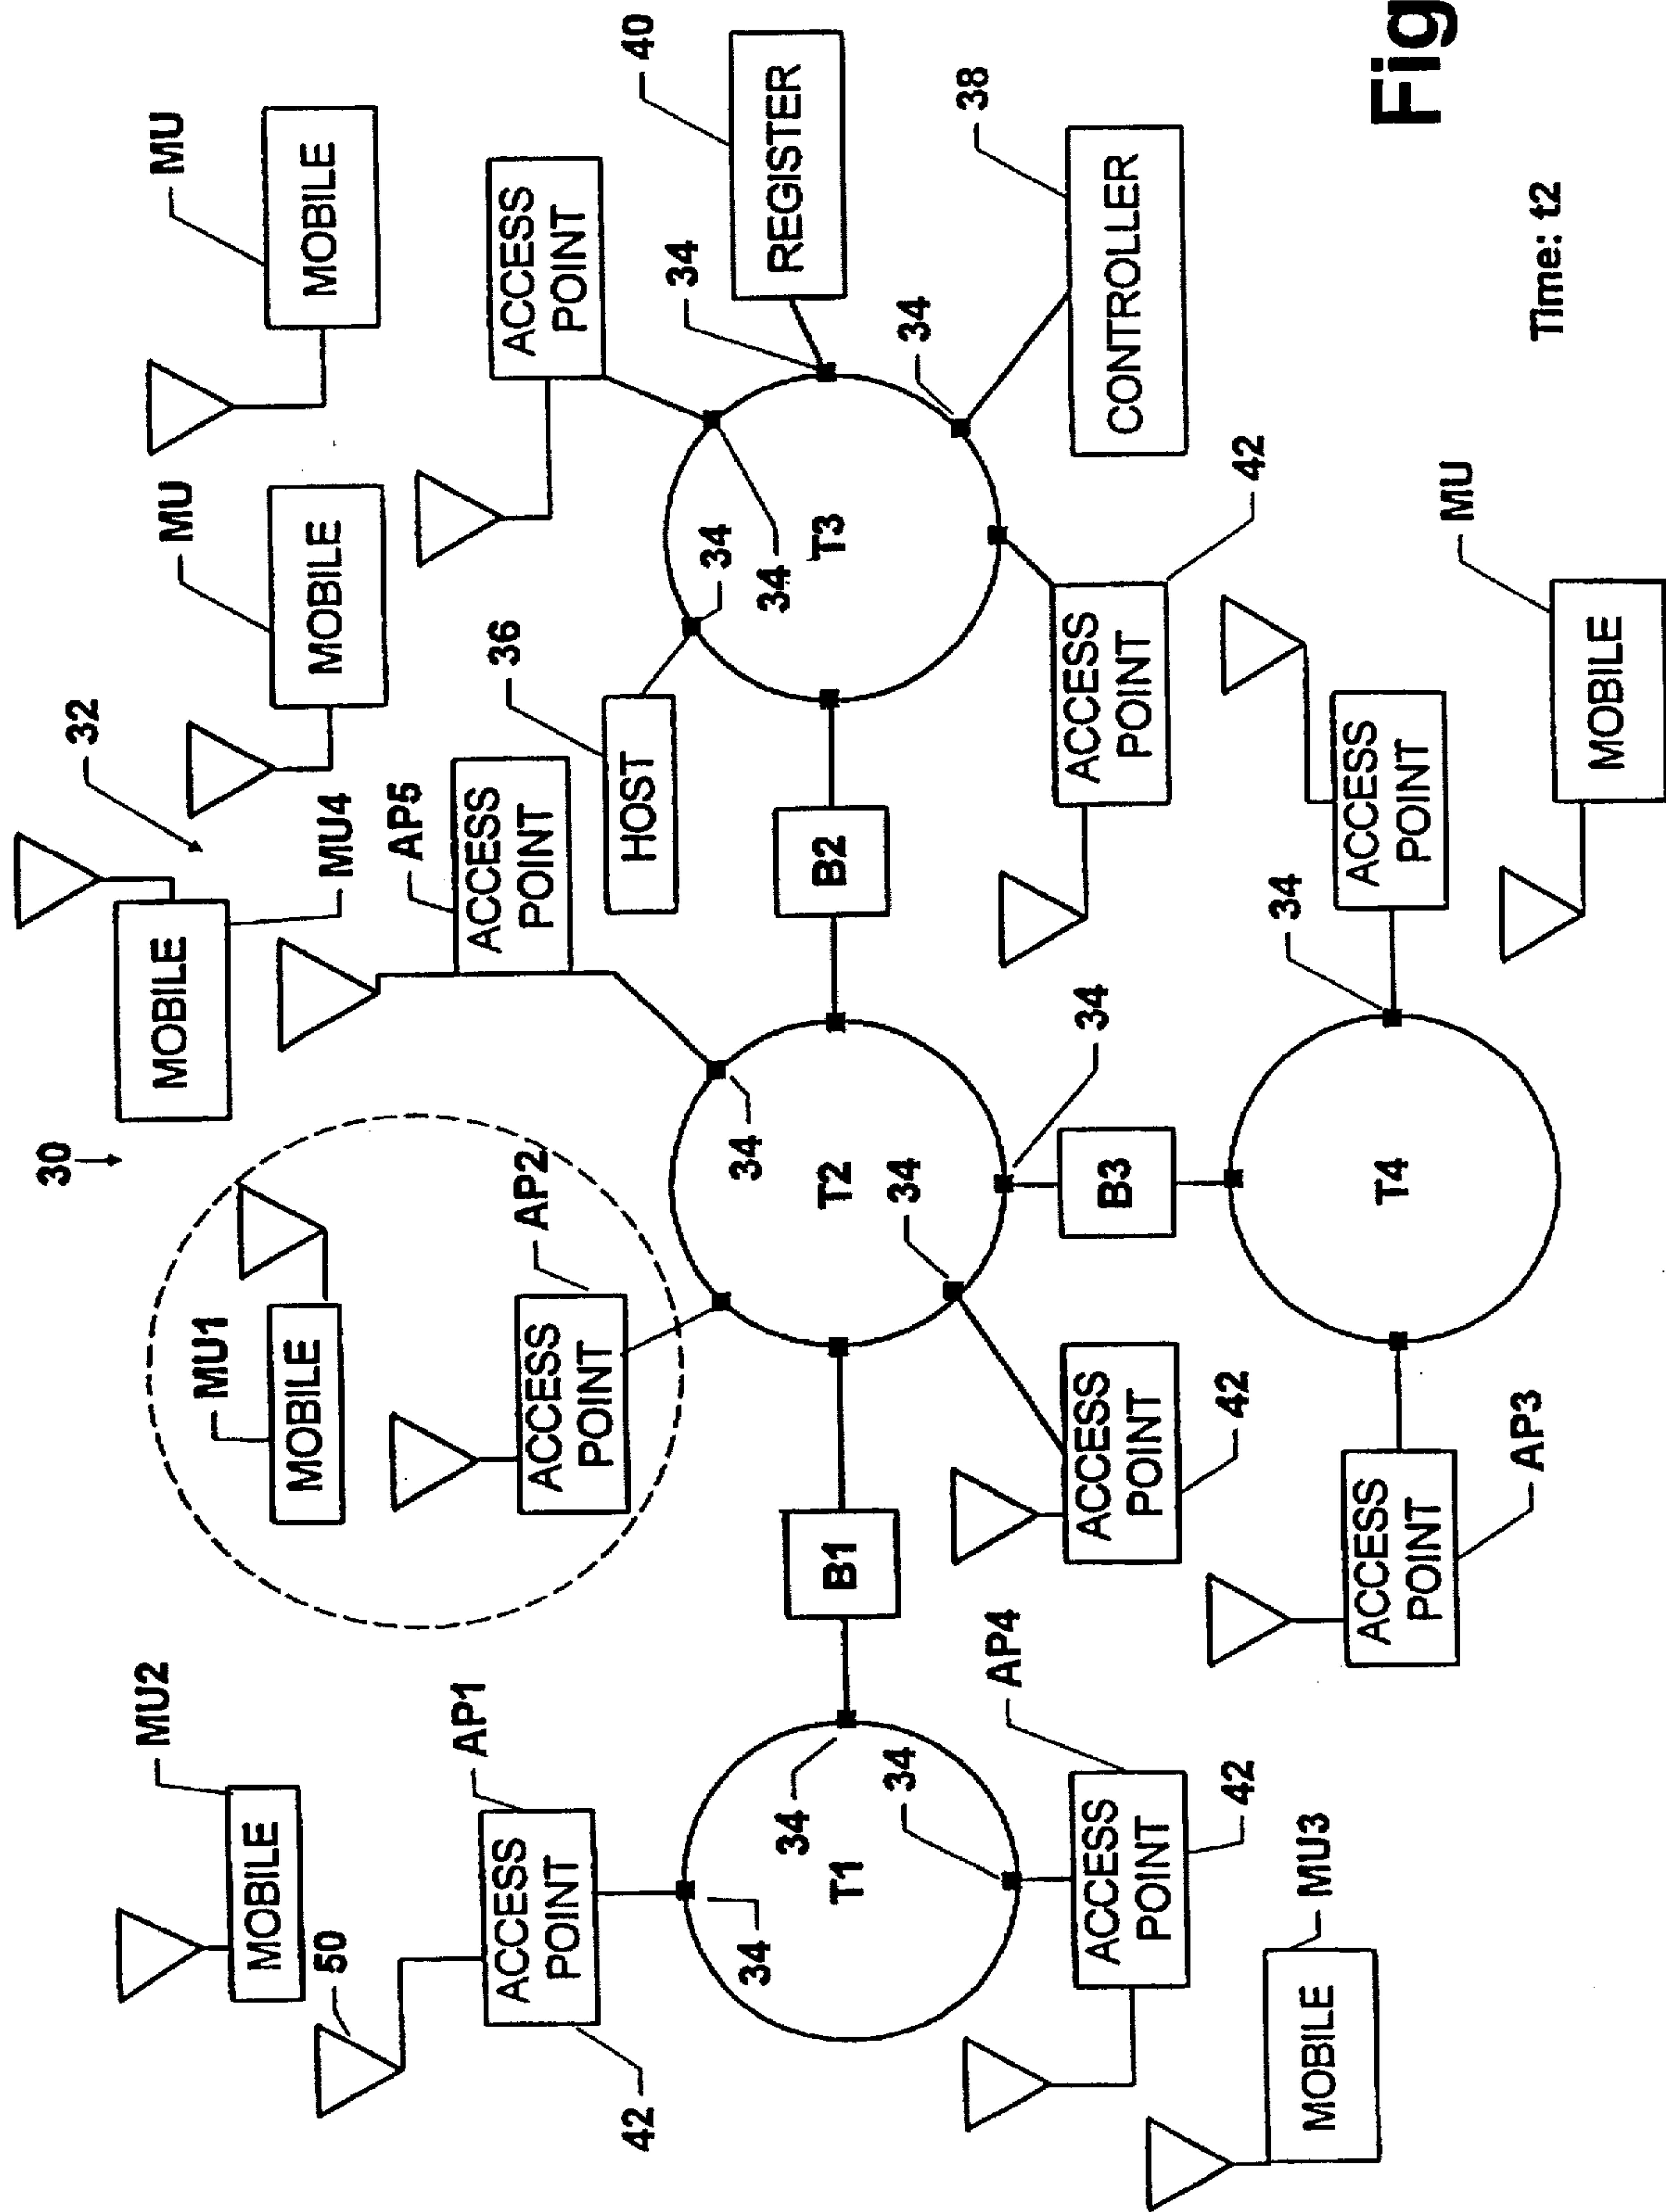 30
32
MU2
MOBILE
50
MU1
MOBILE
MOBILE
MU4
MU
MOBILE
MU
MOBILE
AP1
ACCESS
POINT
42
AP2
ACCESS
POINT
AP5
ACCESS
POINT
36
HOST
ACCESS
POINT
40
REGISTER
34
34
34
34
34
34
T1
34
34
B1
T2
34
34
B2
T3
34
38
CONTROLLER
AP4
ACCESS
POINT
42
MU3
MOBILE
ACCESS
POINT
42
B3
ACCESS
POINT
42
AP3
ACCESS
POINT
T4
34
ACCESS
POINT
MU
MOBILE
Time: t2
Fig